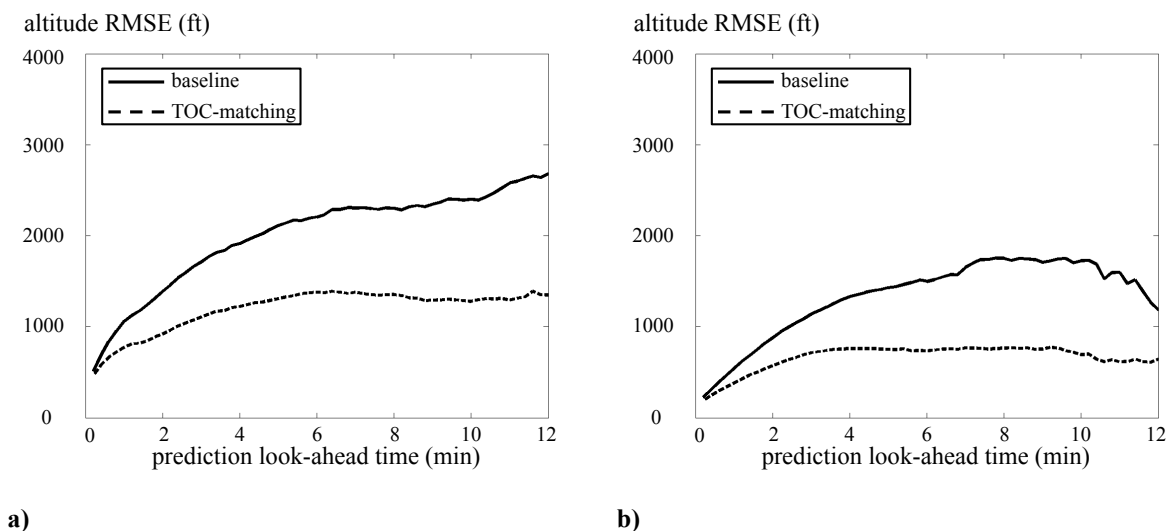 altitude RMSE (ft)
4000
3000
2000
1000
0
baseline
TOC-matching
0 2 4 6 8 10 12
prediction look-ahead time (min)
a)
altitude RMSE (ft)
4000
3000
2000
1000
0
baseline
TOC-matching
0 2 4 6 8 10 12
prediction look-ahead time (min)
b)